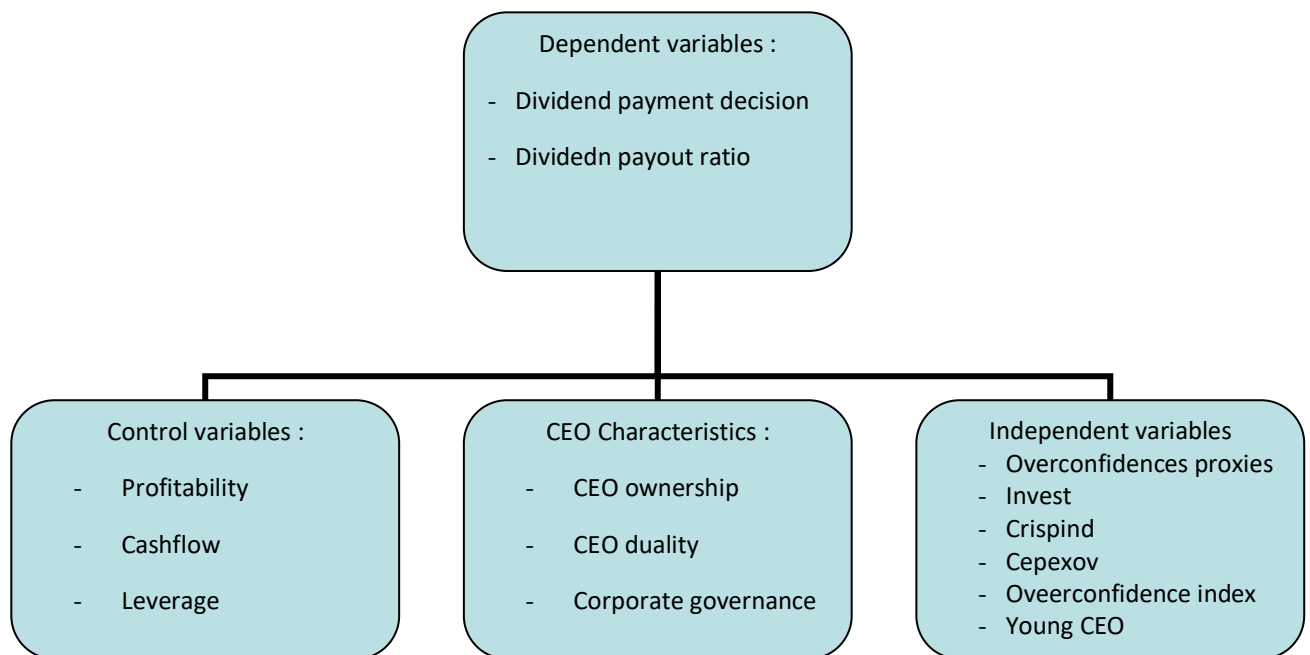 Dependent variables :
- Dividend payment decision
- Dividedn payout ratio
Control variables :
- Profitability
- Cashflow
- Leverage
CEO Characteristics :
- CEO ownership
- CEO duality
- Corporate governance
Independent variables
- Overconfidences proxies
- Invest
- Crispind
- Cepexov
- Oveerconfidence index
- Young CEO